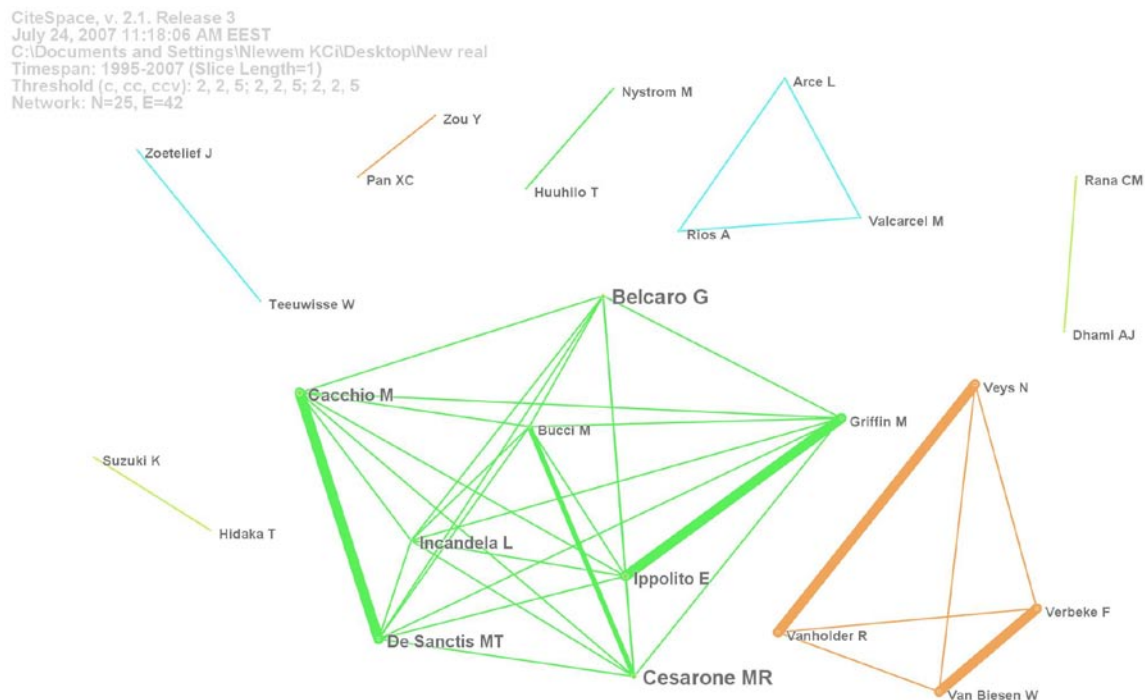 CiteSpace, v. 2.1. Release 3
July 24, 2007 11:18:06 AM EEST
C:\Documents and Settings\Nlewem KCi\Desktop\New real
Timespan: 1995-2007 (Slice Length=1)
Threshold (c, cc, ccv): 2, 2, 5; 2, 2, 5; 2, 2, 5
Network: N=25, E=42
Arce L
Nystrom M
Zou Y
Zoetelief J
Pan XC
Rana CM
Huuhilo T
Valcarcel M
Rios A
Belcaro G
Teeuwisse W
Dhami AJ
Veys N
Cacchio M
Griffin M
Bucci M
Suzuki K
Hidaka T
Incandela L
Ippolito E
Verbeke F
Vanholder R
De Sanctis MT
Cesarone MR
Van Biesen W